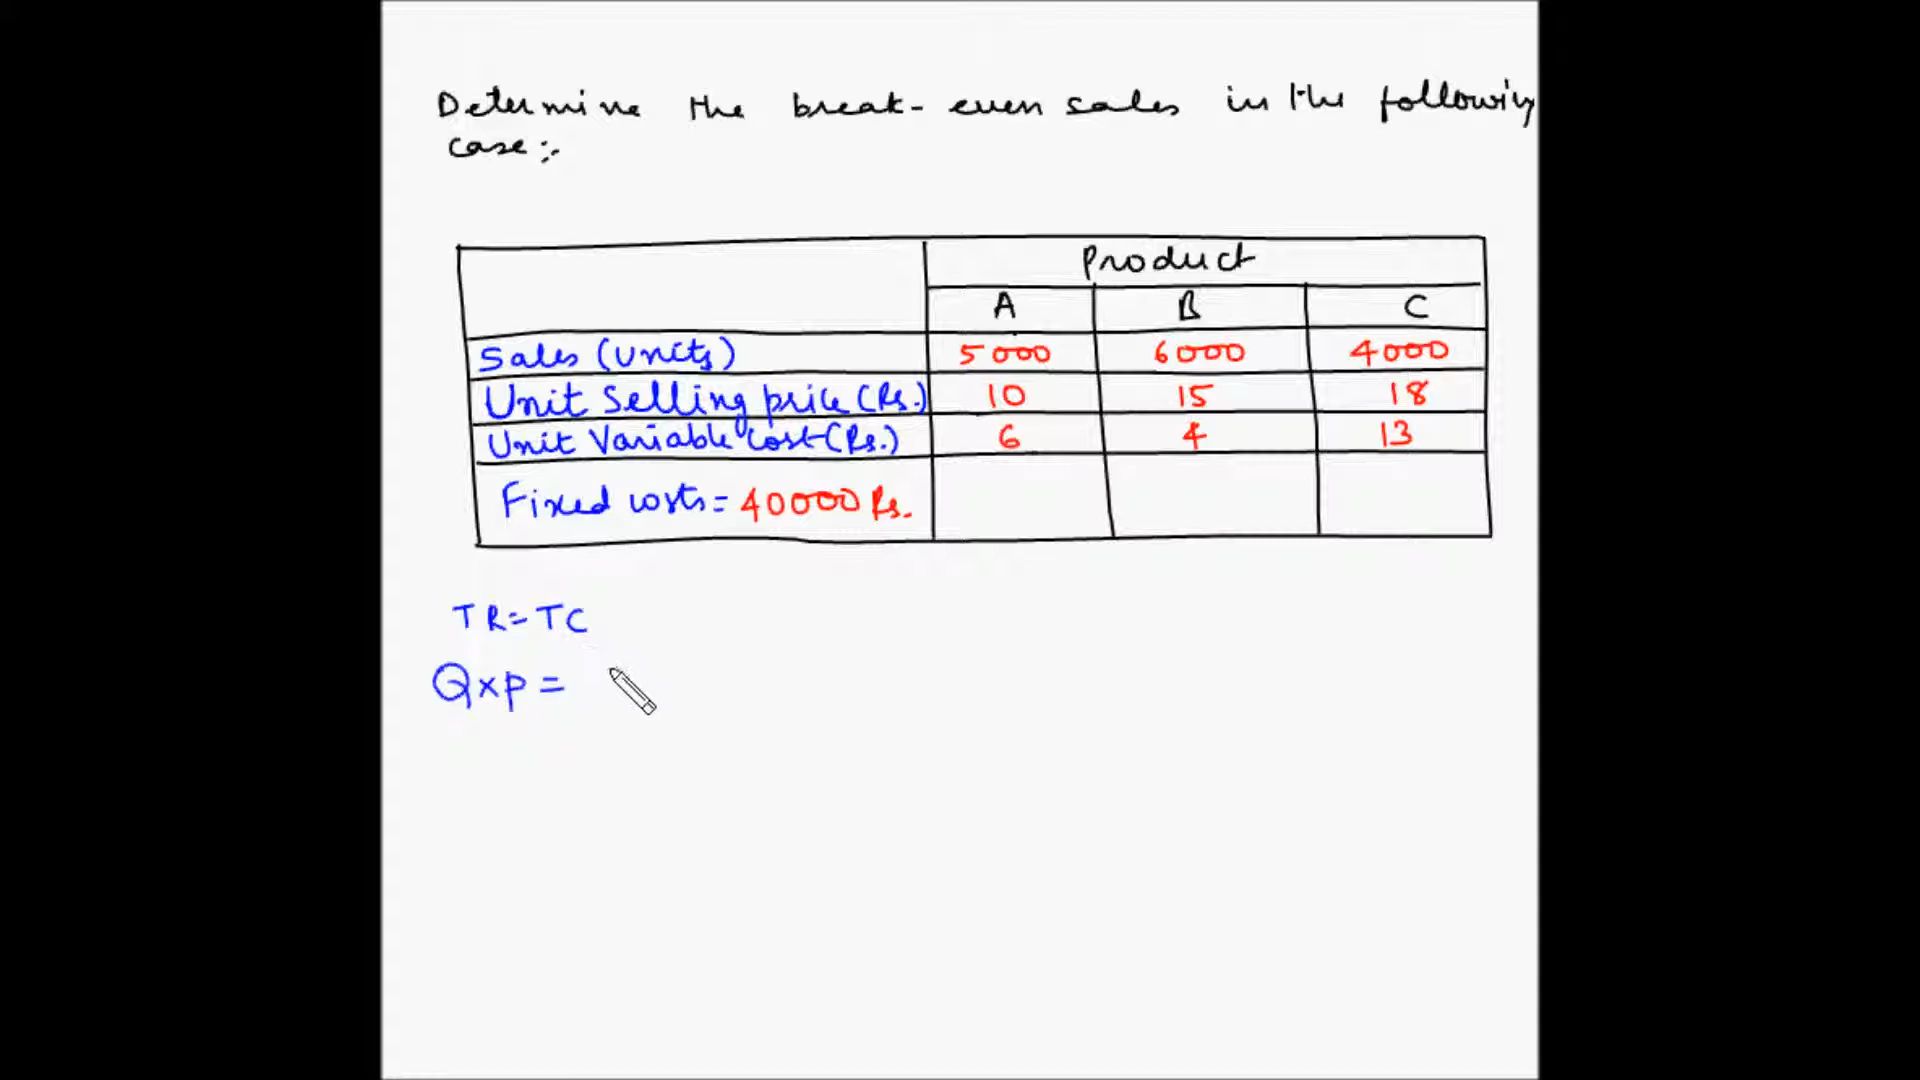 Determine the break-even sales in the following
case:-
Product
A B C
Sales (Units) 5000 6000 4000
Unit Selling price (Rs.) 10 15 18
Unit Variable Cost (Rs.) 6 4 13
Fixed costs = 40000 Rs.
TR = TC
Q×P =